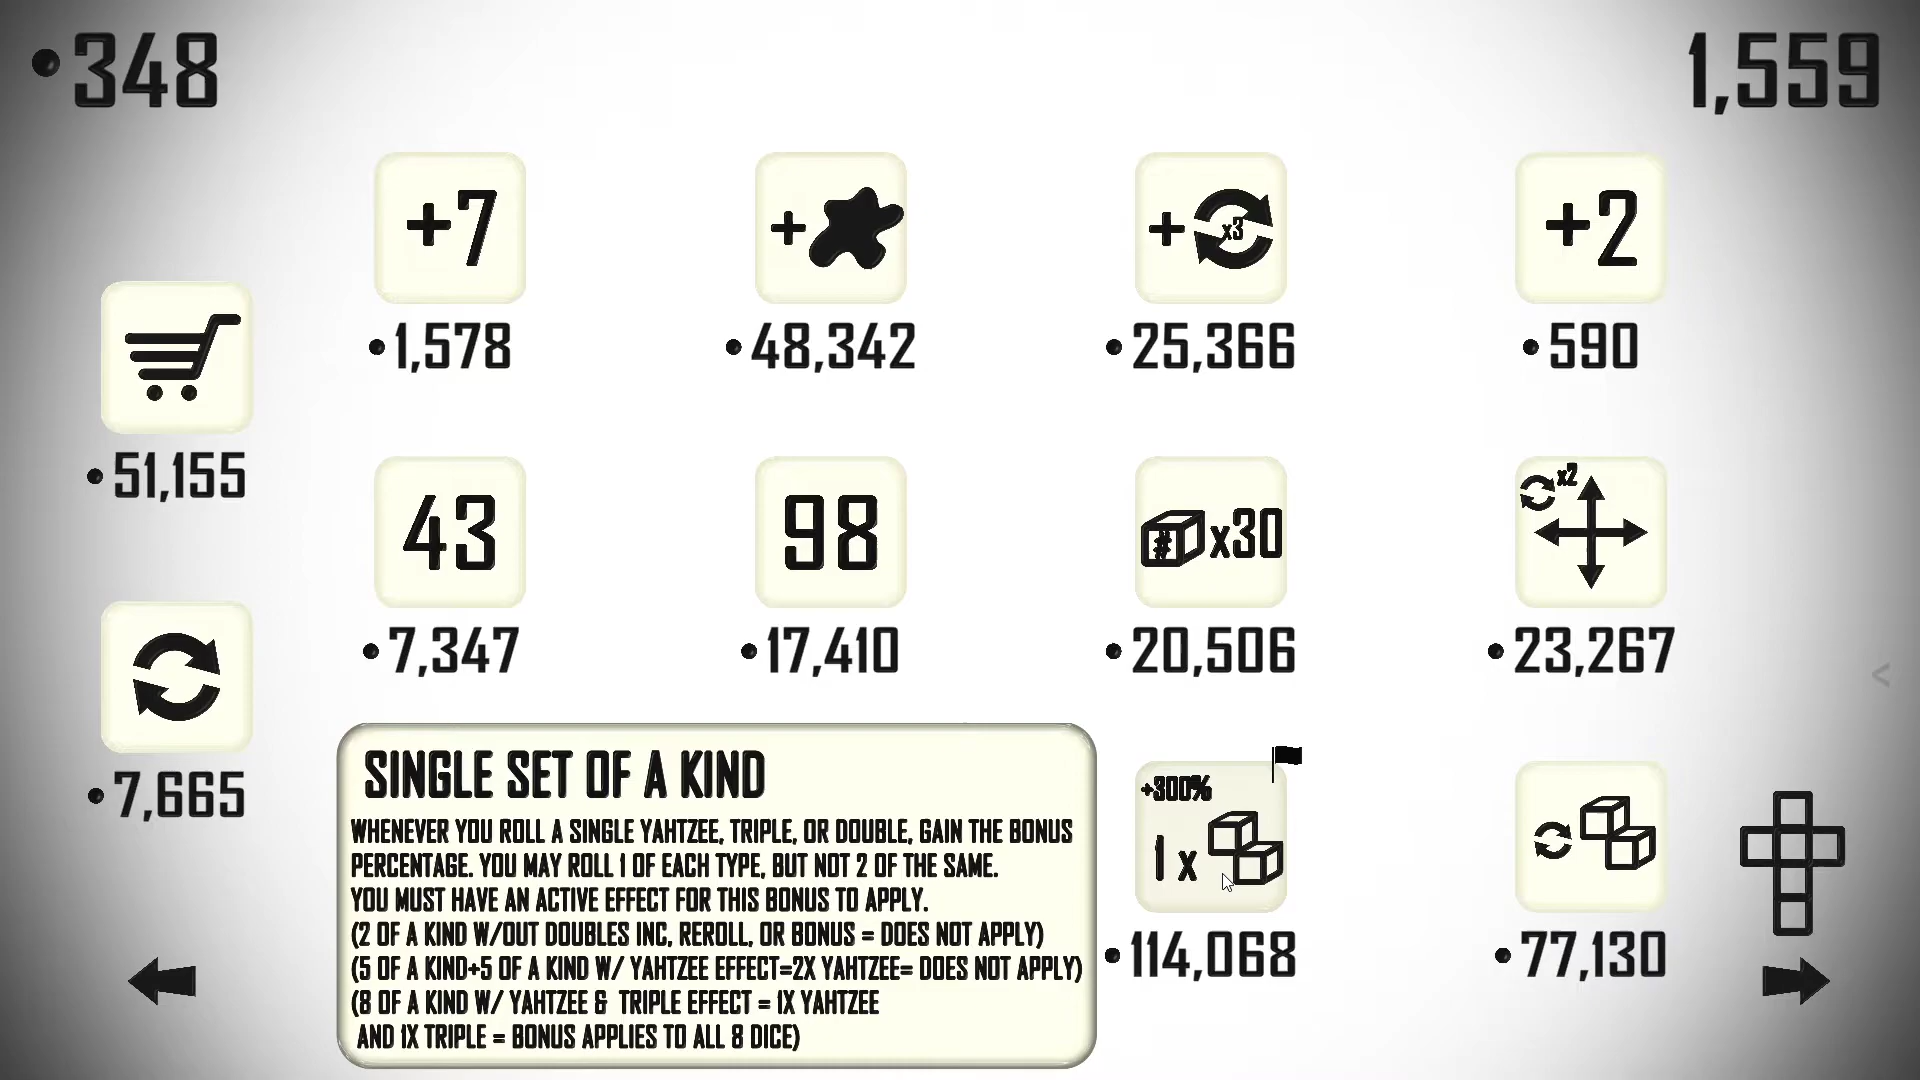 348
1,559
+7
+
+ x3
+2
1,578
48,342
25,366
590
51,155
43
98
# x30
x2
7,347
17,410
20,506
23,267
<
7,665
SINGLE SET OF A KIND
WHENEVER YOU ROLL A SINGLE YAHTZEE, TRIPLE, OR DOUBLE, GAIN THE BONUS
PERCENTAGE. YOU MAY ROLL 1 OF EACH TYPE, BUT NOT 2 OF THE SAME.
YOU MUST HAVE AN ACTIVE EFFECT FOR THIS BONUS TO APPLY.
(2 OF A KIND W/OUT DOUBLES INC, REROLL, OR BONUS = DOES NOT APPLY)
(5 OF A KIND+5 OF A KIND W/ YAHTZEE EFFECT=2X YAHTZEE= DOES NOT APPLY)
(8 OF A KIND W/ YAHTZEE & TRIPLE EFFECT = 1X YAHTZEE
AND 1X TRIPLE = BONUS APPLIES TO ALL 8 DICE)
+300%
1 x
114,068
77,130